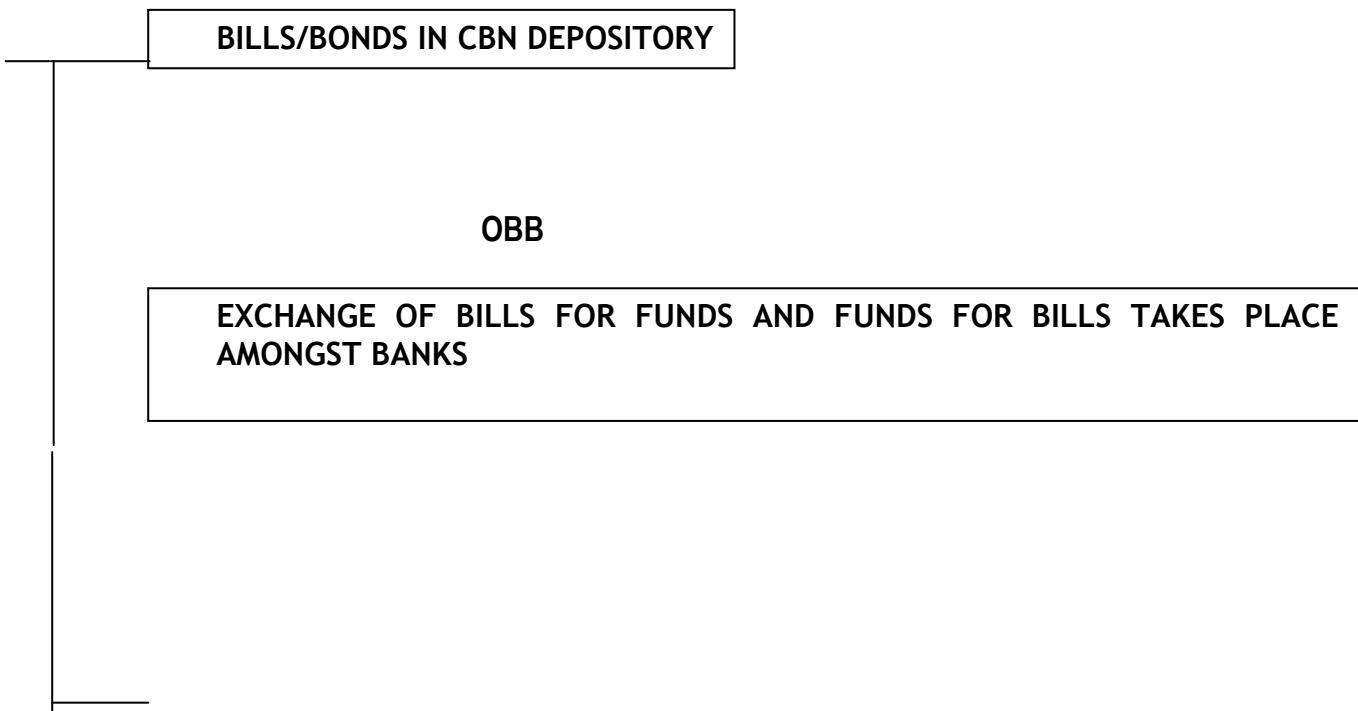 BILLS/BONDS IN CBN DEPOSITORY
OBB
EXCHANGE OF BILLS FOR FUNDS AND FUNDS FOR BILLS TAKES PLACE
AMONGST BANKS